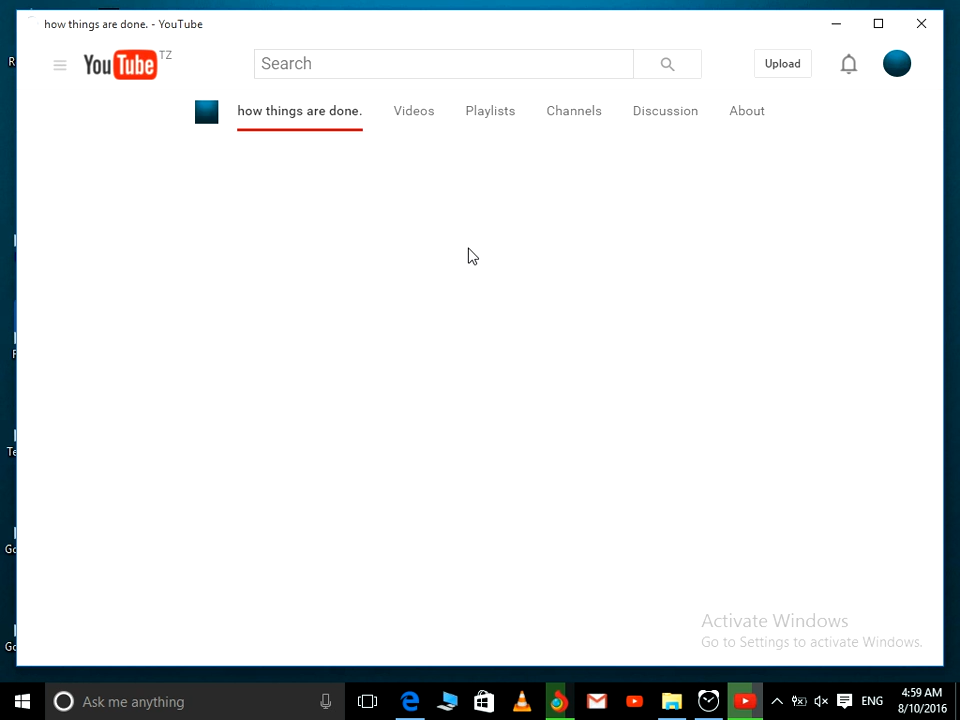 how things are done. - YouTube
YouTube TZ
Search
Upload
how things are done. Videos Playlists Channels Discussion About
Activate Windows
Go to Settings to activate Windows.
Ask me anything
ENG
4:59 AM
8/10/2016